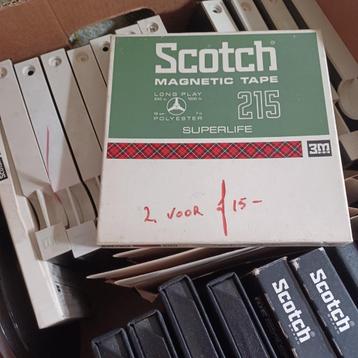 Scotch
MAGNETIC TAPE
LONG PLAY
215
POLYESTER
SUPERLIFE
3M
2 VOOR ƒ15-
Scotch
Scotch